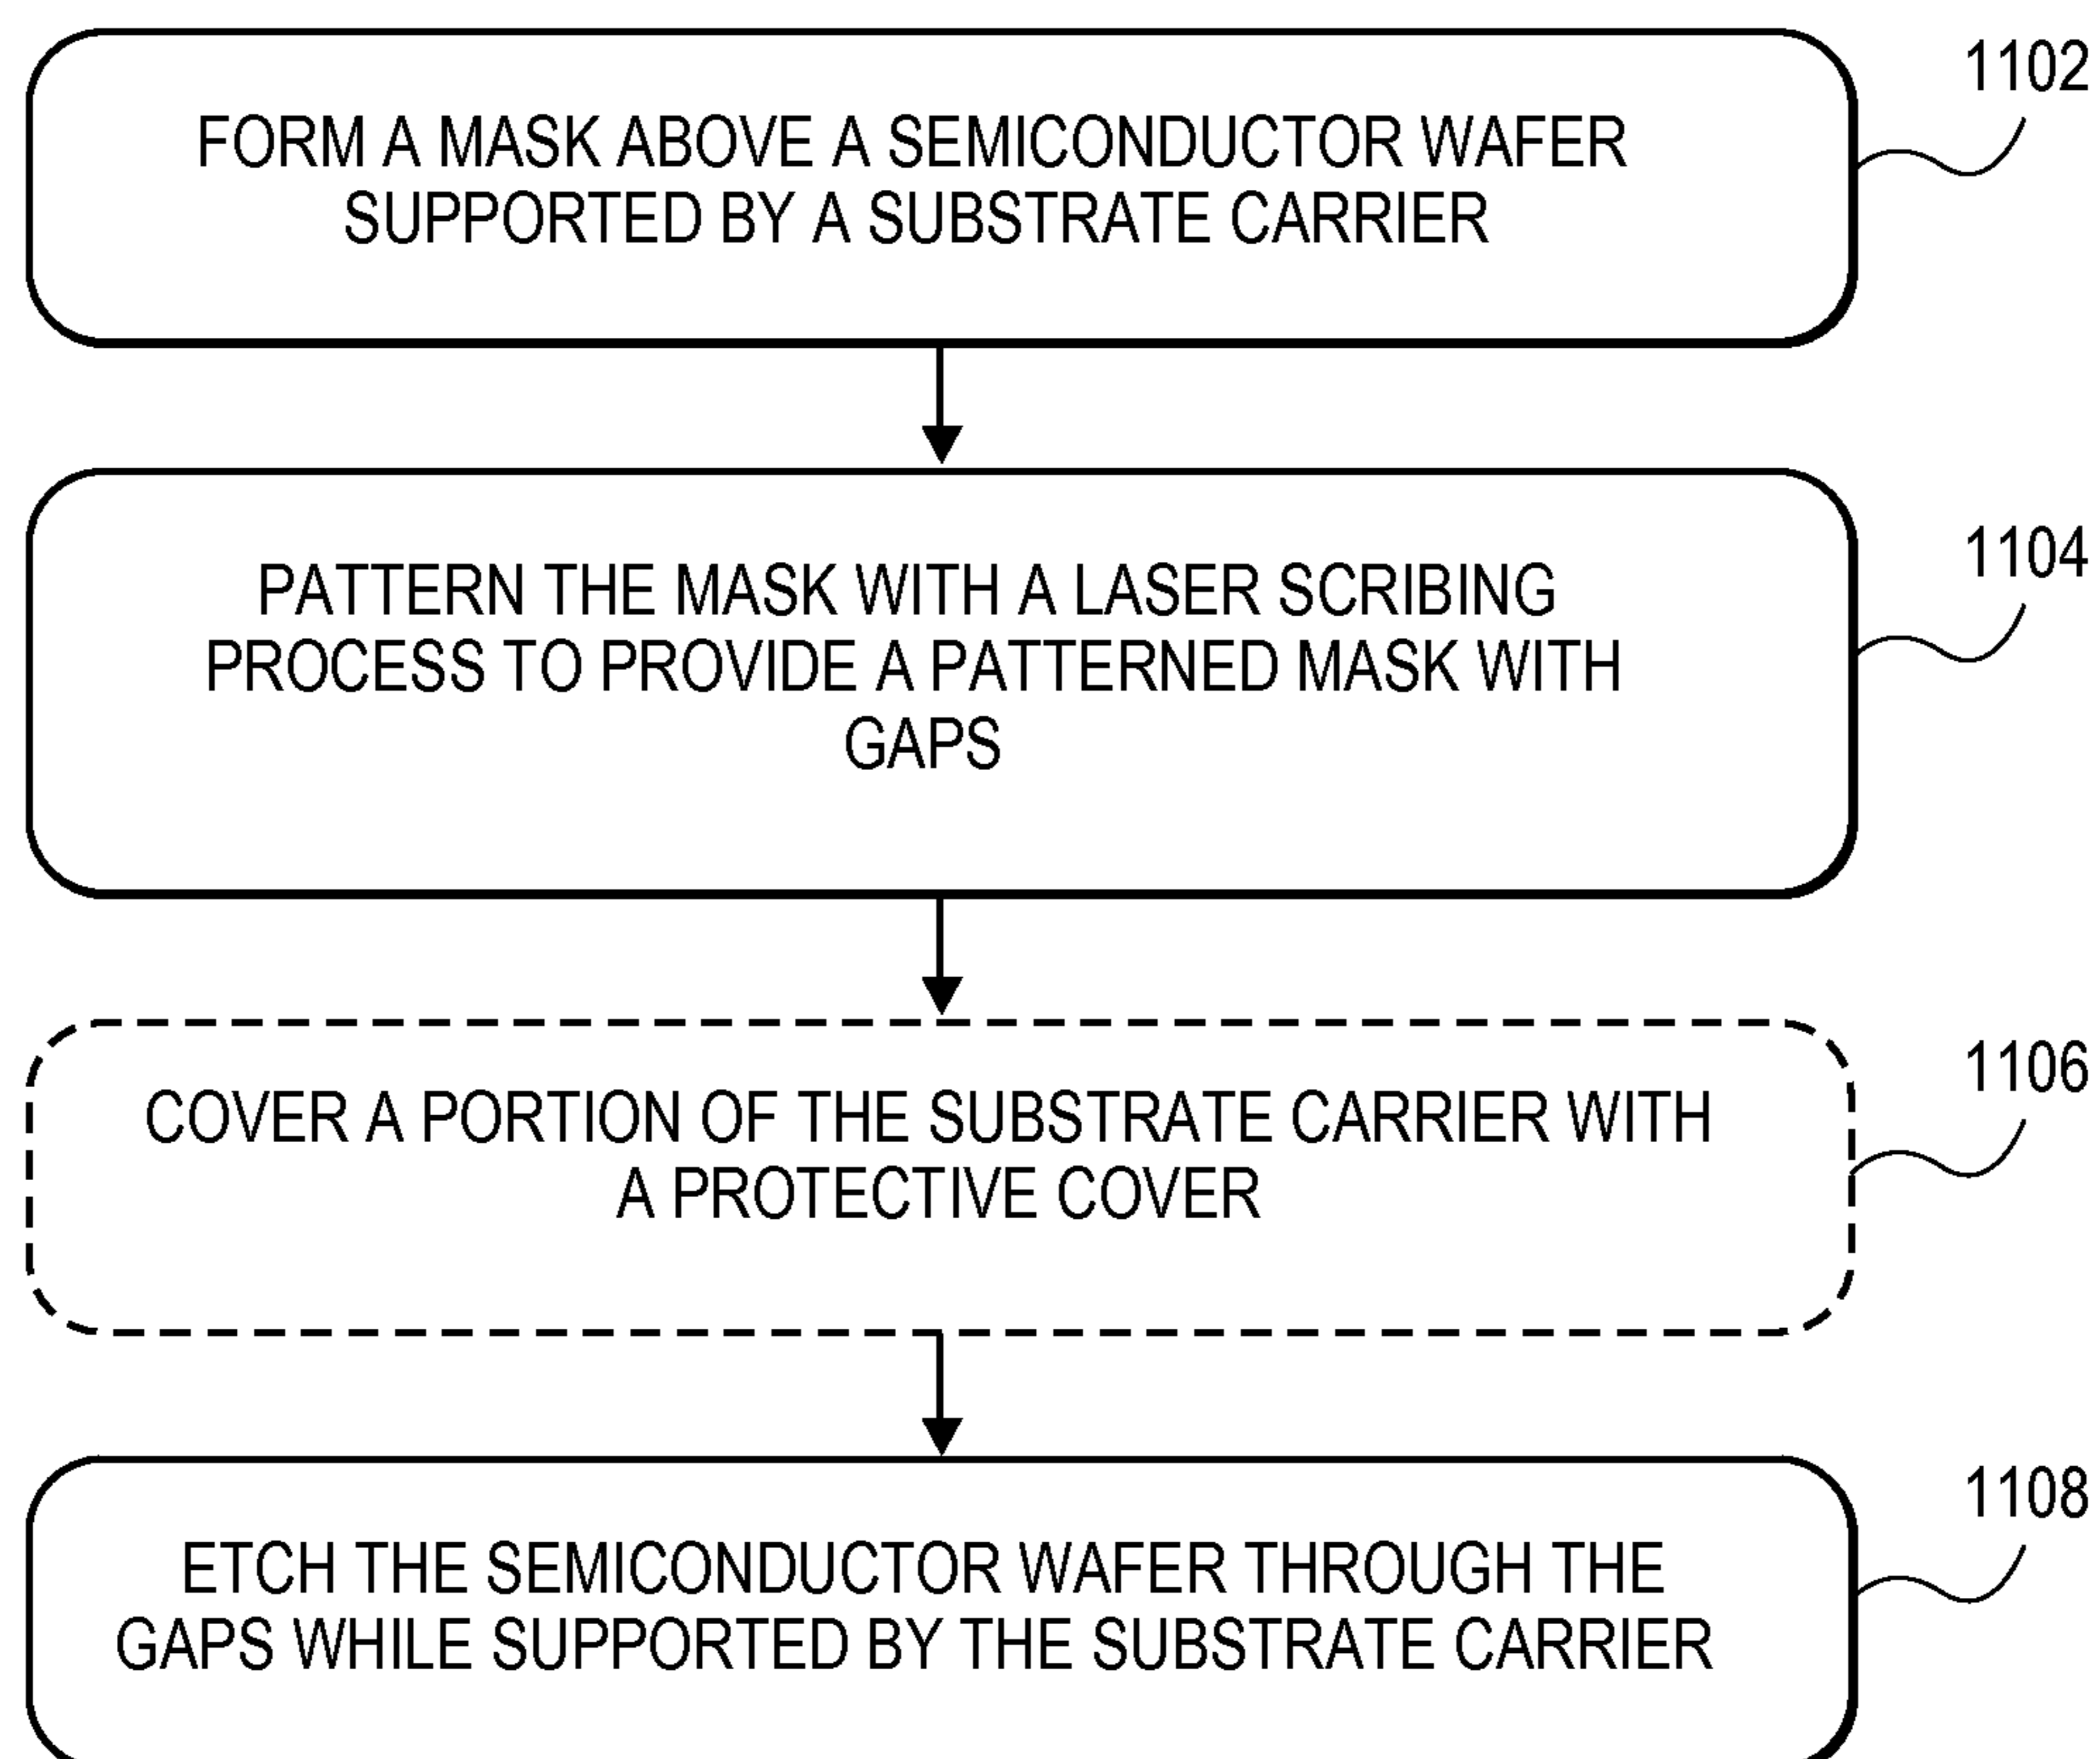 1102
FORM A MASK ABOVE A SEMICONDUCTOR WAFER
SUPPORTED BY A SUBSTRATE CARRIER
1104
PATTERN THE MASK WITH A LASER SCRIBING
PROCESS TO PROVIDE A PATTERNED MASK WITH
GAPS
1106
COVER A PORTION OF THE SUBSTRATE CARRIER WITH
A PROTECTIVE COVER
1108
ETCH THE SEMICONDUCTOR WAFER THROUGH THE
GAPS WHILE SUPPORTED BY THE SUBSTRATE CARRIER